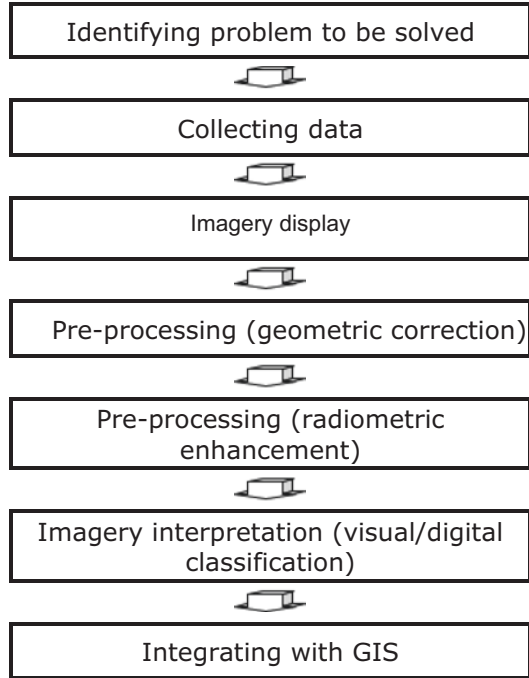 Identifying problem to be solved
Collecting data
Imagery display
Pre-processing (geometric correction)
Pre-processing (radiometric
enhancement)
Imagery interpretation (visual/digital
classification)
Integrating with GIS